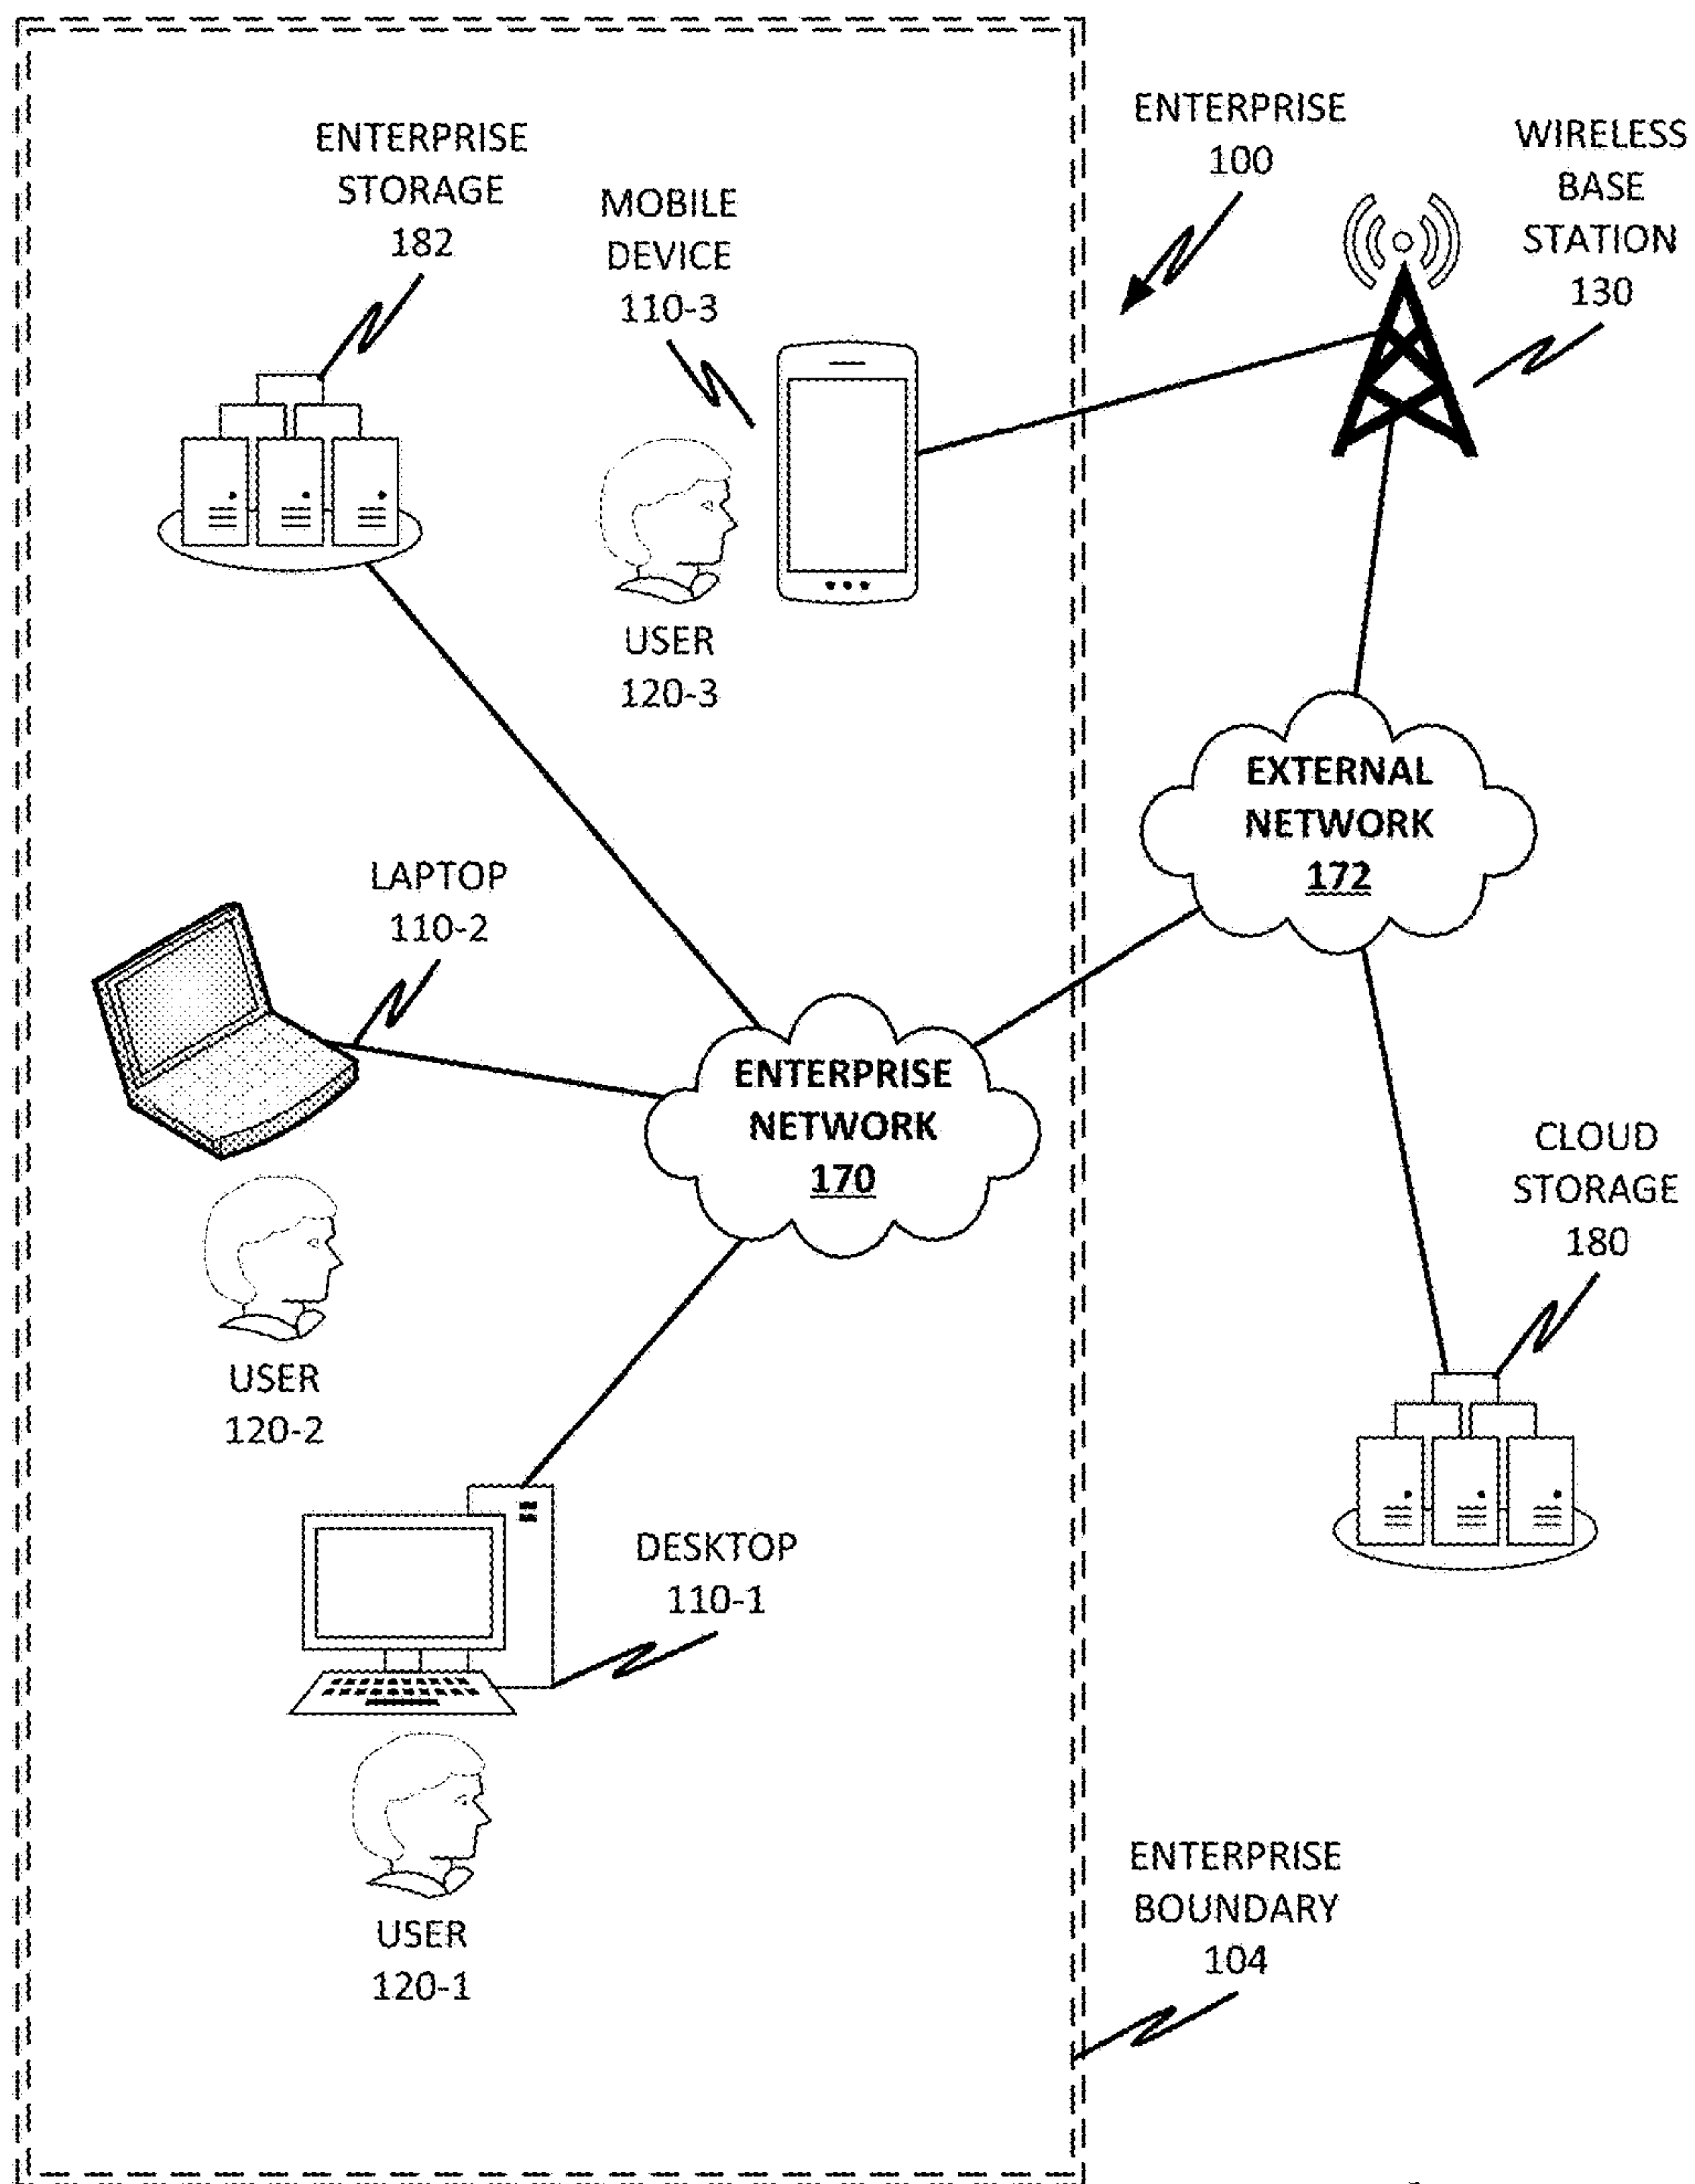 ENTERPRISE
100
WIRELESS
BASE
STATION
130
ENTERPRISE
STORAGE
182
MOBILE
DEVICE
110-3
USER
120-3
EXTERNAL
NETWORK
172
LAPTOP
110-2
ENTERPRISE
NETWORK
170
CLOUD
STORAGE
180
USER
120-2
DESKTOP
110-1
ENTERPRISE
BOUNDARY
104
USER
120-1